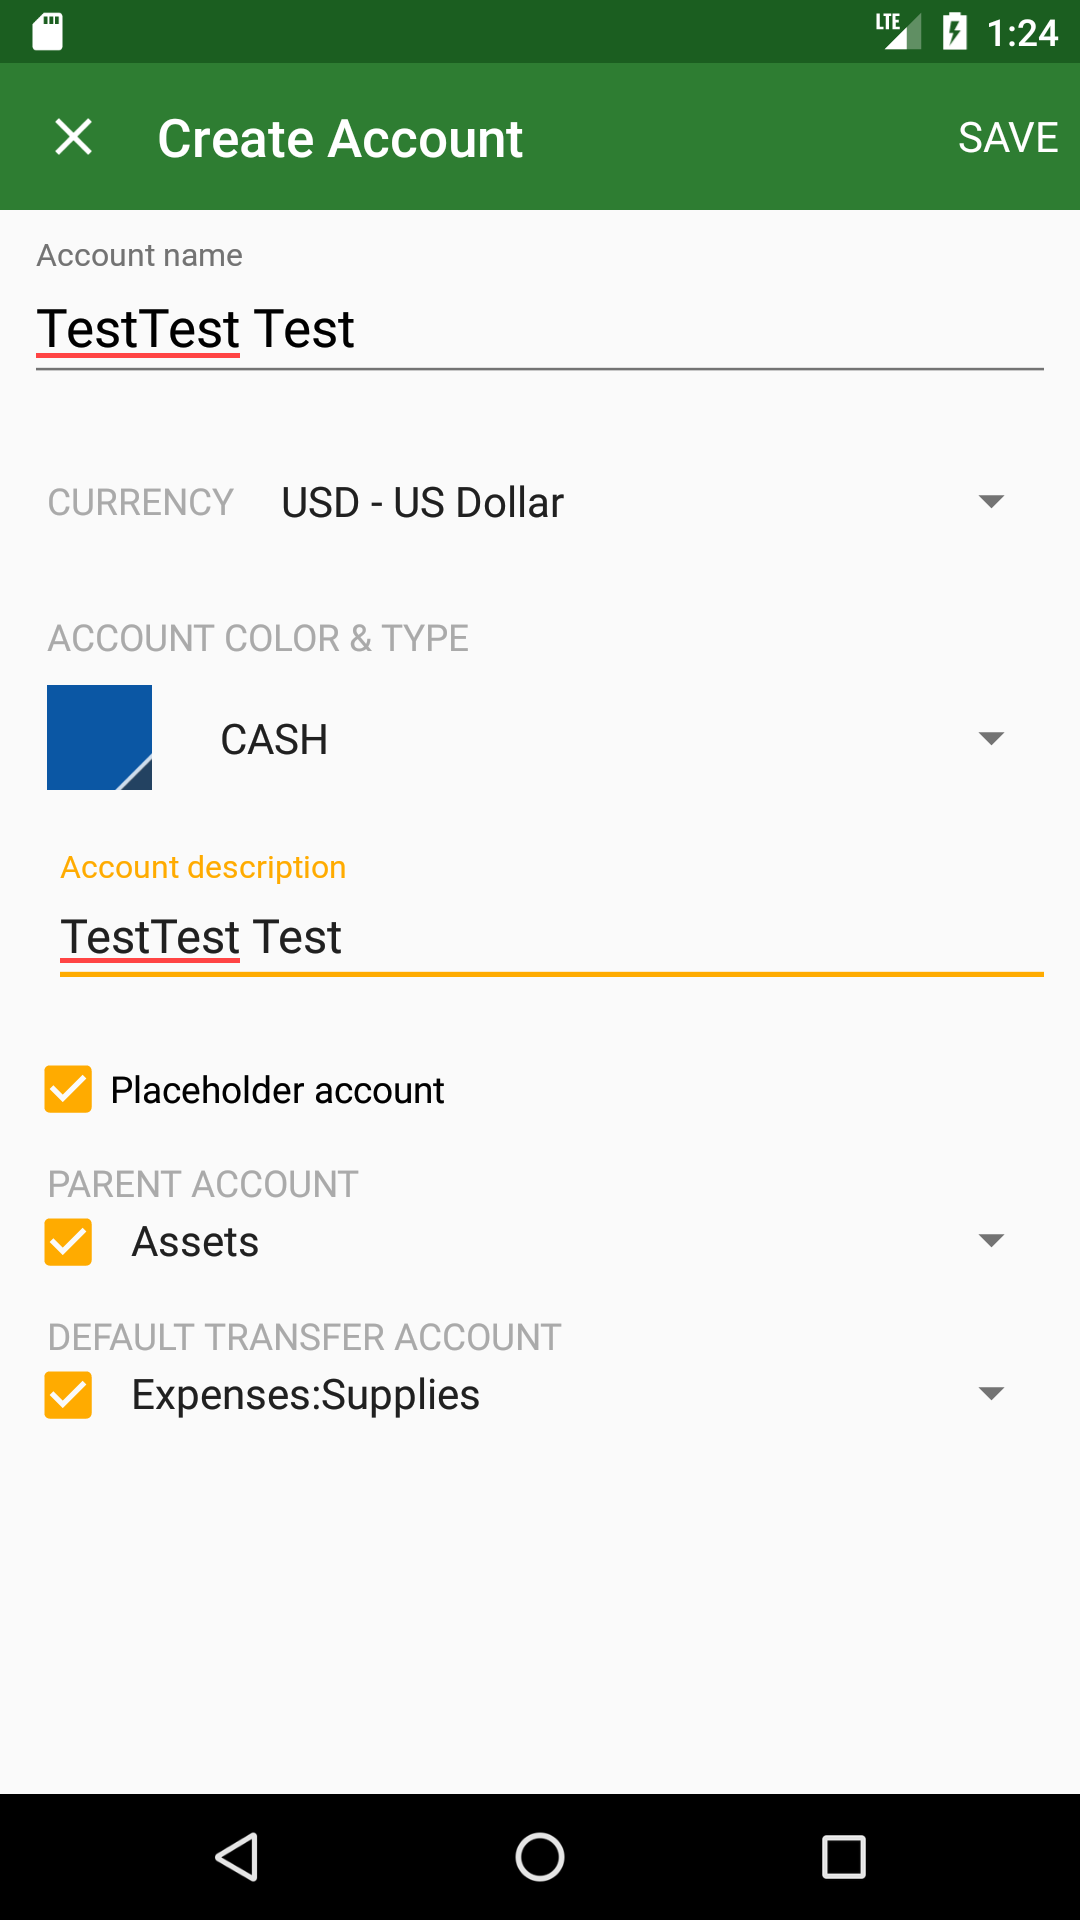 LTE 1:24
Create Account SAVE
Account name
TestTest Test
CURRENCY USD - US Dollar
ACCOUNT COLOR & TYPE
CASH
Account description
TestTest Test
Placeholder account
PARENT ACCOUNT
Assets
DEFAULT TRANSFER ACCOUNT
Expenses:Supplies